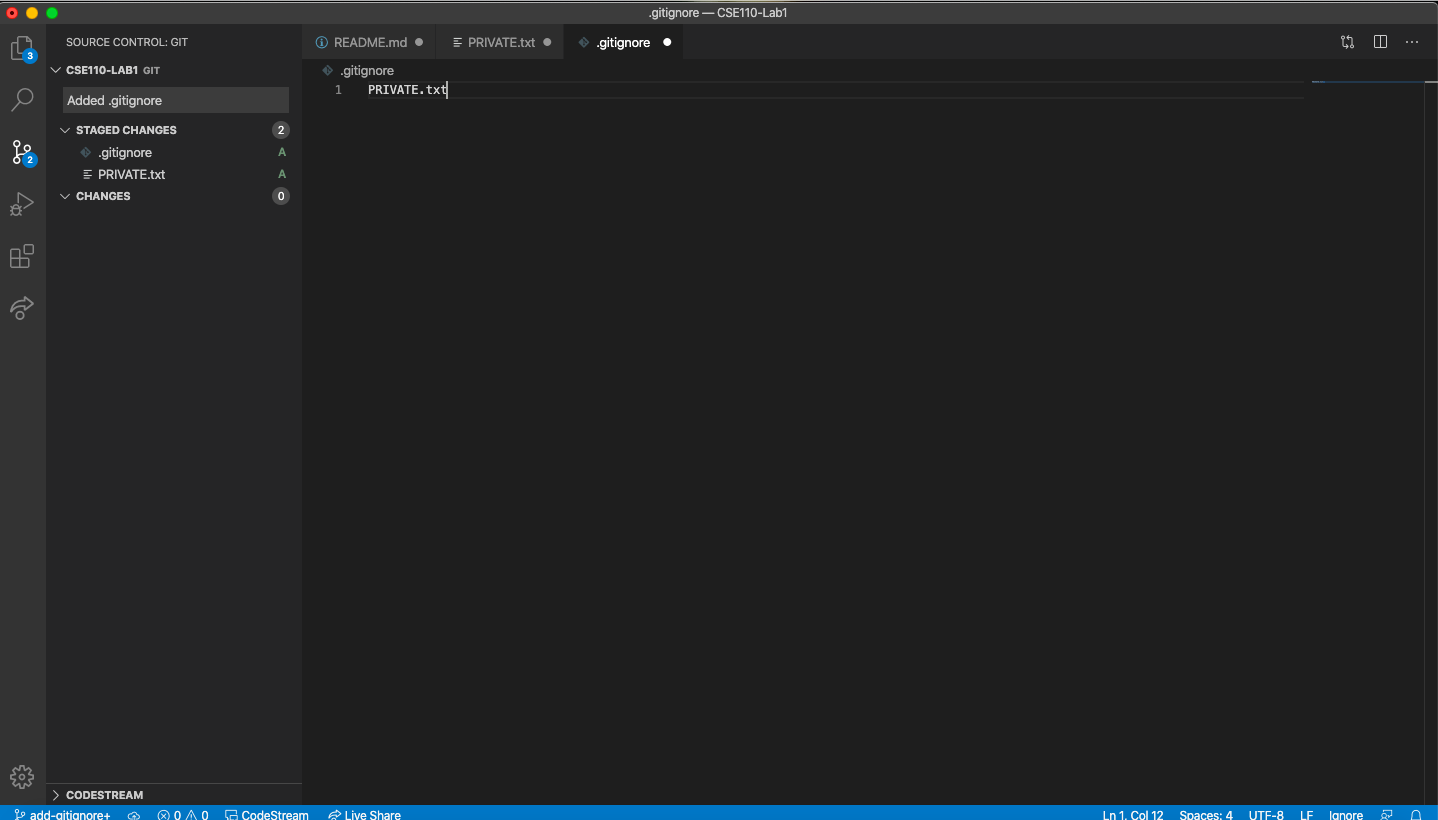 .gitignore — CSE110-Lab1
SOURCE CONTROL: GIT
README.md
PRIVATE.txt
.gitignore
3
CSE110-LAB1 GIT
.gitignore
Added .gitignore
1 PRIVATE.txt
STAGED CHANGES 2
.gitignore A
2
PRIVATE.txt A
CHANGES 0
CODESTREAM
add-gitignore+ 0 0 CodeStream Live Share Ln 1, Col 12 Spaces: 4 UTF-8 LF Ignore